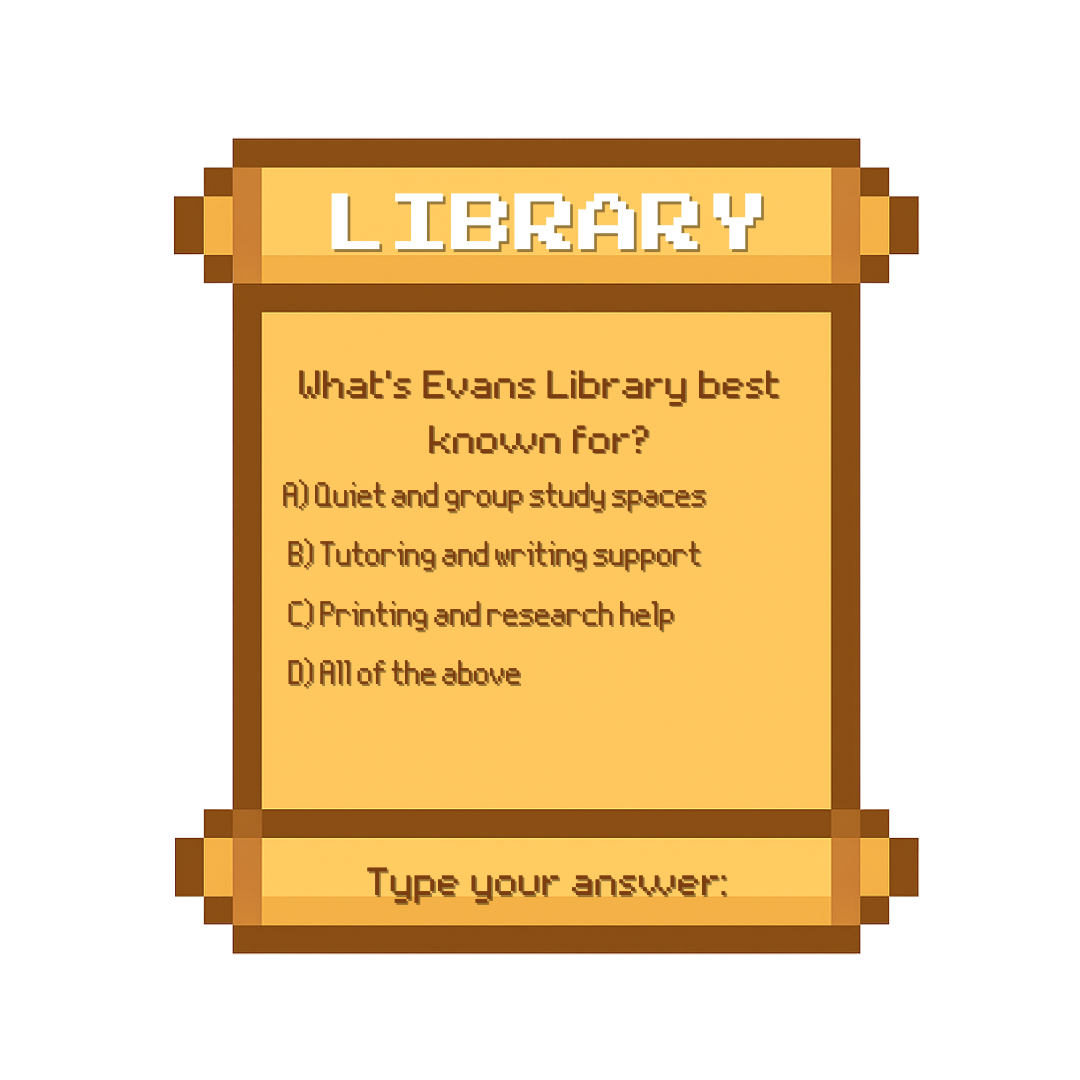 LIBRARY
What's Evans Library best
known for?
A) Quiet and group study spaces
B) Tutoring and writing support
C) Printing and research help
D) All of the above
Type your answer: